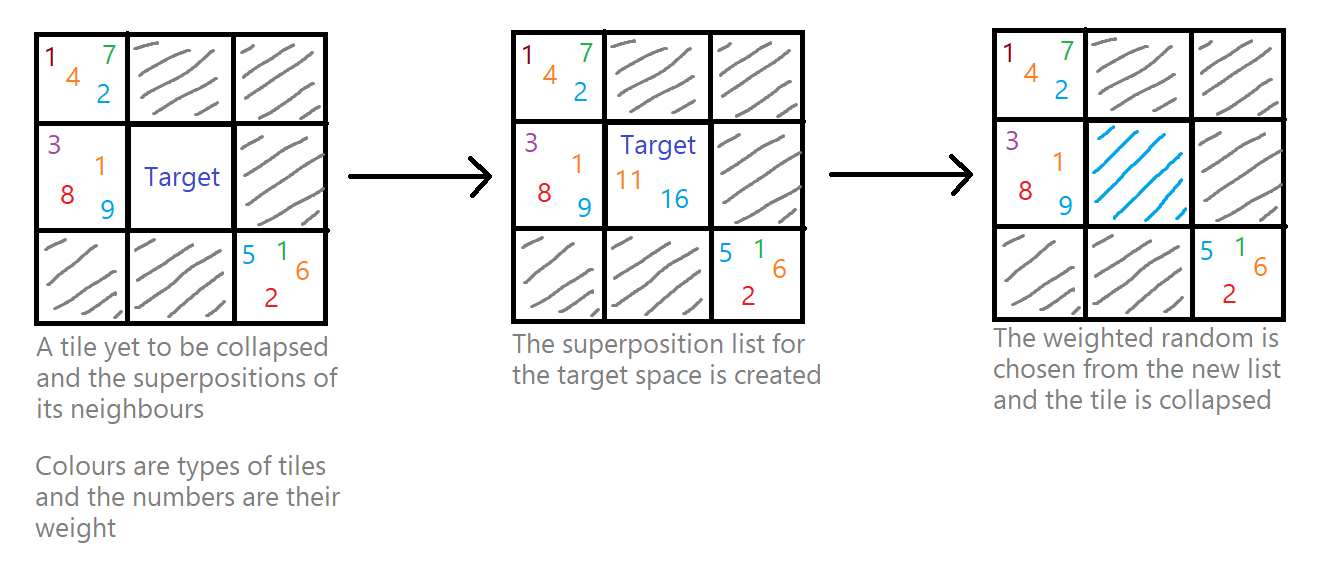 1 7
4
2
3
1
8
9
Target
5 1
6
2
1 7
4
2
3
1
8
9
Target
11
16
5 1
6
2
1 7
4
2
3
1
8
9
5 1
6
2
A tile yet to be collapsed
and the superpositions of
its neighbours
Colours are types of tiles
and the numbers are their
weight
The superposition list for
the target space is created
The weighted random is
chosen from the new list
and the tile is collapsed